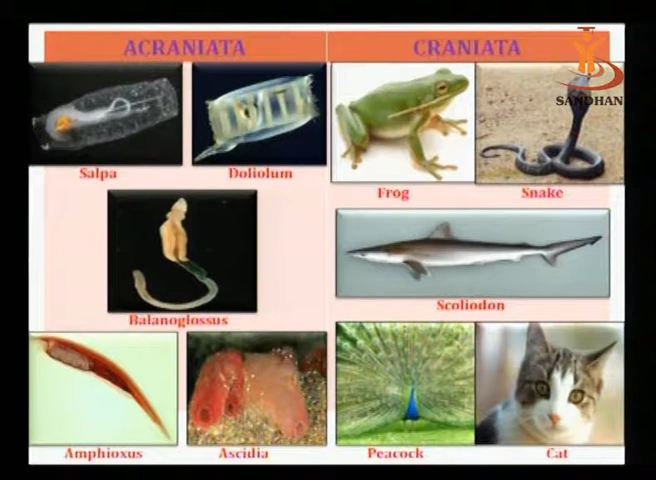 ACRANIATA
CRANIATA
SANDHAN
Salpa
Doliolum
Frog
Snake
Balanoglossus
Scoliodon
Amphioxus
Ascidia
Peacock
Cat